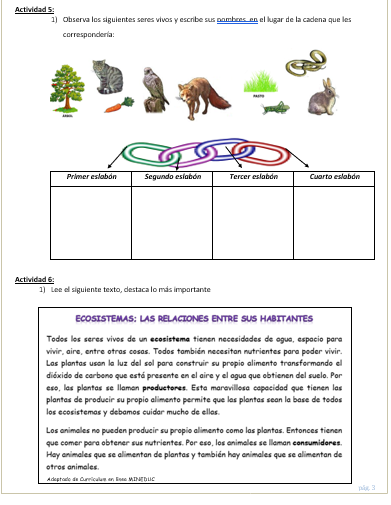 Actividad 5:
1) Observa los siguientes seres vivos y escribe sus nombres en el lugar de la cadena que les
correspondería:
ARBOL
PASTO
Primer eslabón Segundo eslabón Tercer eslabón Cuarto eslabón
Actividad 6:
1) Lee el siguiente texto, destaca lo más importante
ECOSISTEMAS: LAS RELACIONES ENTRE SUS HABITANTES
Todos los seres vivos de un ecosistema tienen necesidades de agua, espacio para
vivir, aire, entre otras cosas. Todos también necesitan nutrientes para poder vivir.
Las plantas usan la luz del sol para construir su propio alimento transformando el
dióxido de carbono que está presente en el aire y el agua que obtienen del suelo. Por
eso, las plantas se llaman productores. Esta maravillosa capacidad que tienen las
plantas de producir su propio alimento permite que las plantas sean la base de todos
los ecosistemas y debamos cuidar mucho de ellas.
Los animales no pueden producir su propio alimento como las plantas. Entonces tienen
que comer para obtener sus nutrientes. Por eso, los animales se llaman consumidores.
Hay animales que se alimentan de plantas y también hay animales que se alimentan de
otros animales.
Adaptado de Currículum en línea MINEDUC
pág. 3